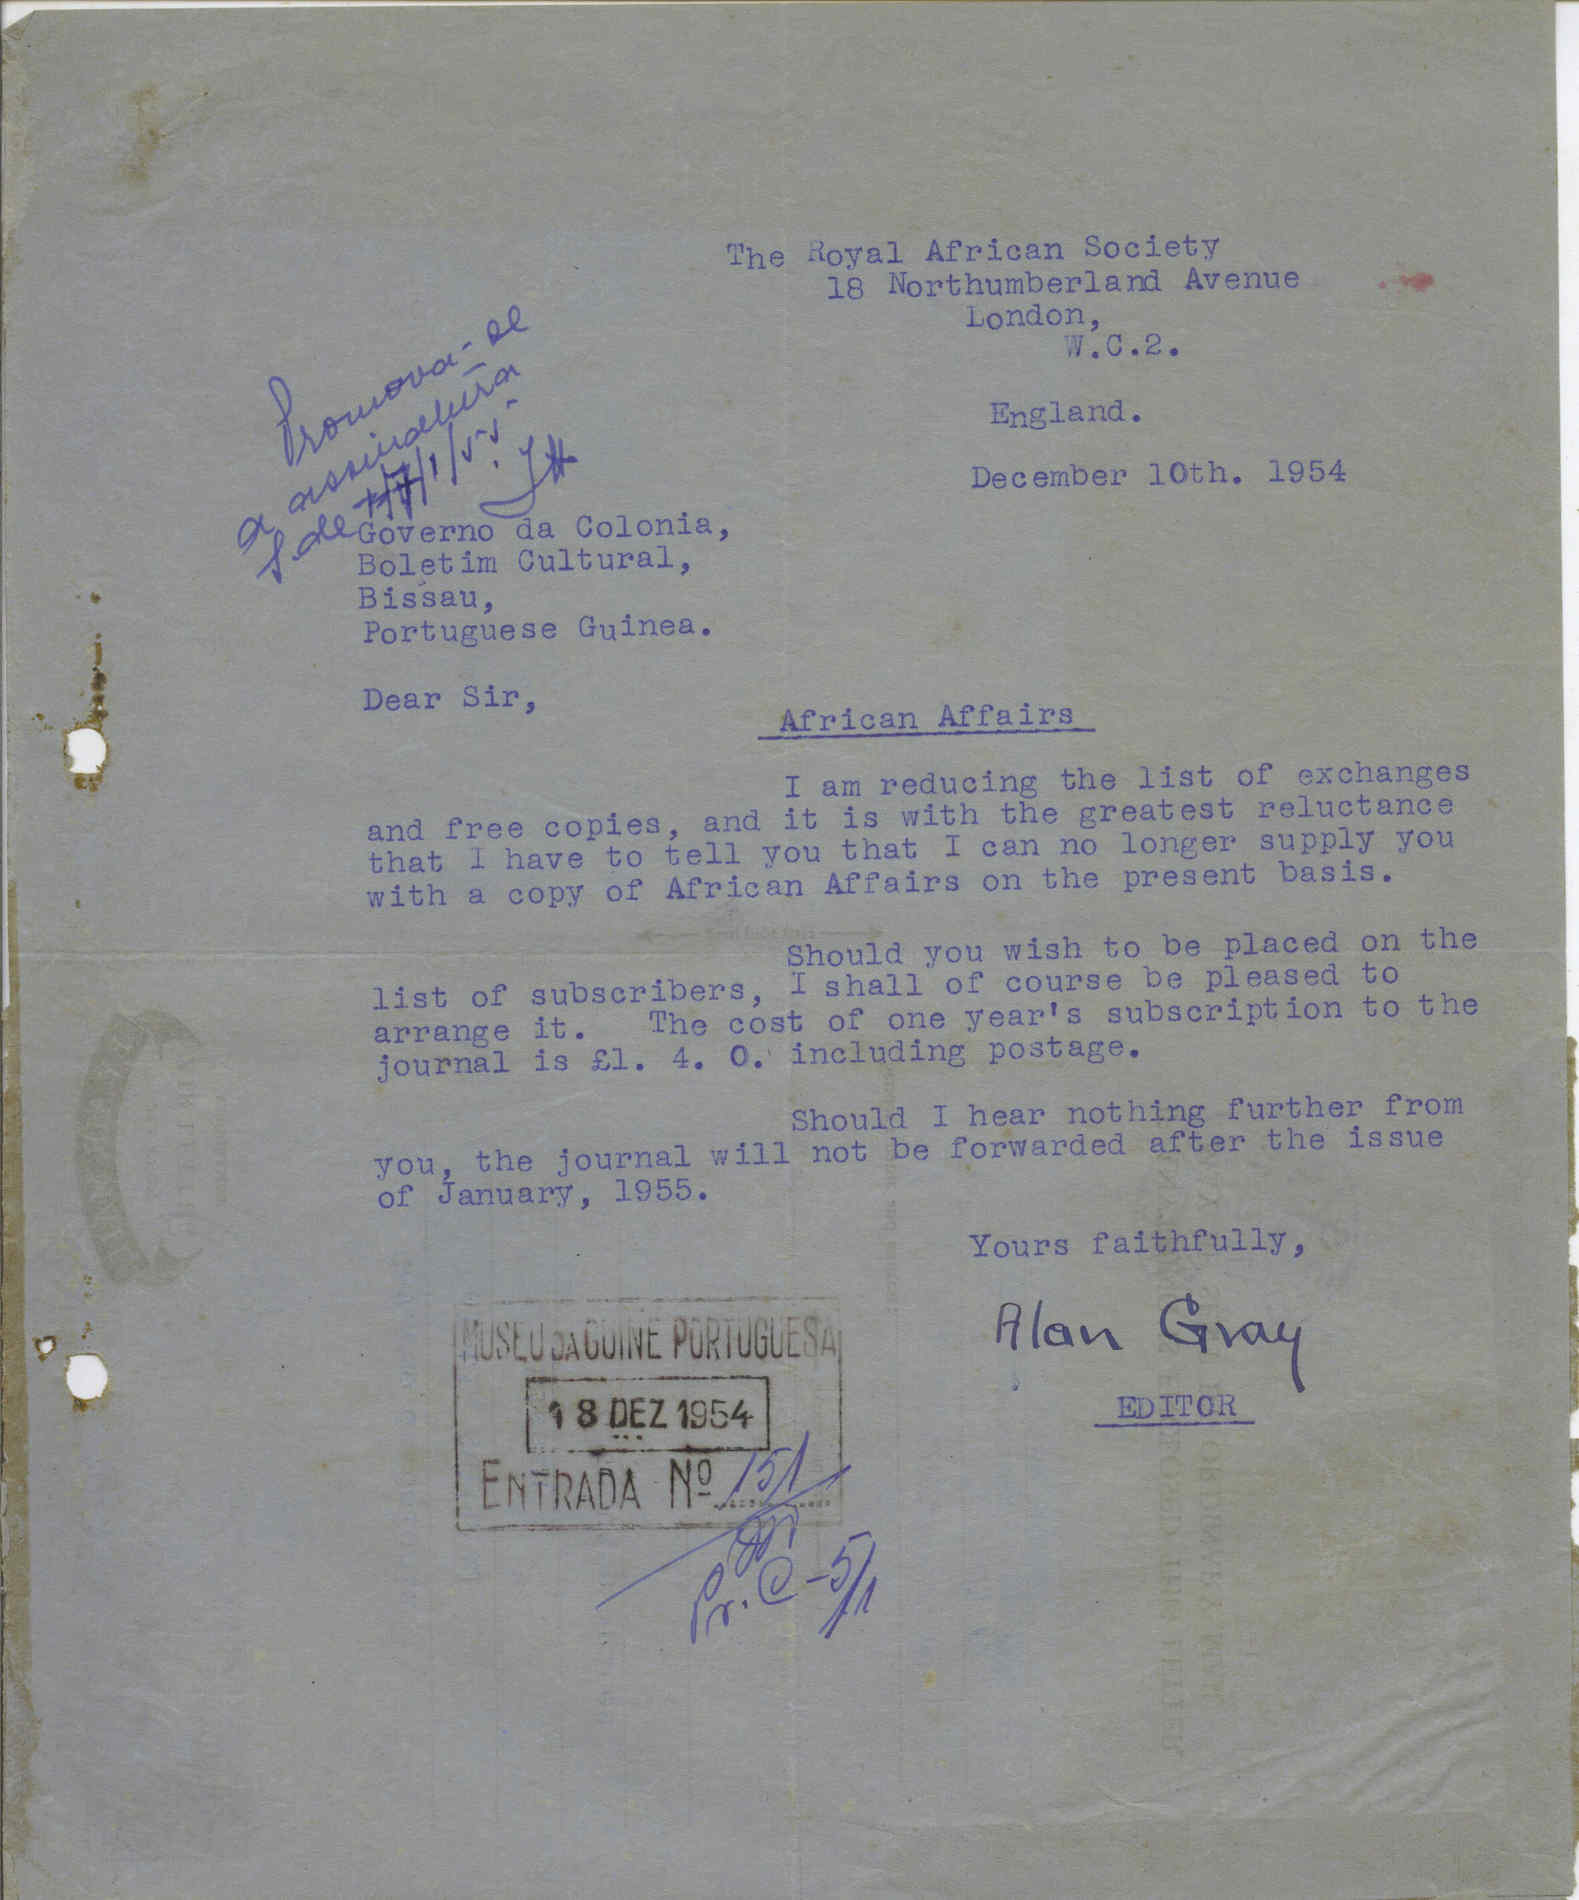 The Royal African Society
18 Northumberland Avenue
London,
W.C.2.
England.
December 10th. 1954
Promova-se
a assinatura
Governo da Colonia,
Boletim Cultural,
Bissau,
Portuguese Guinea.
Dear Sir,
African Affairs
I am reducing the list of exchanges
and free copies, and it is with the greatest reluctance
that I have to tell you that I can no longer supply you
with a copy of African Affairs on the present basis.
Should you wish to be placed on the
list of subscribers, I shall of course be pleased to
arrange it. The cost of one year's subscription to the
journal is £1. 4. 0. including postage.
Should I hear nothing further from
you, the journal will not be forwarded after the issue
of January, 1955.
Yours faithfully,
Alan Gray
EDITOR
MUSEU DA GUINE PORTUGUESA
18 DEZ 1954
ENTRADA Nº 151
Pr. C-5/1